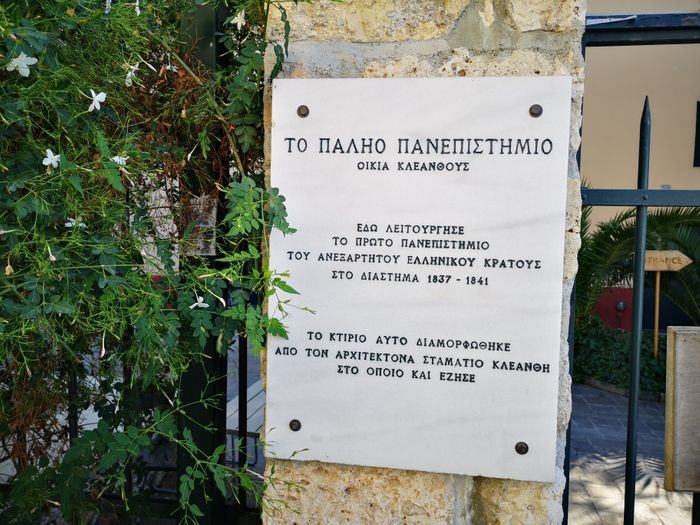 ΤΟ ΠΑΛΗΟ ΠΑΝΕΠΙΣΤΗΜΙΟ
ΟΙΚΙΑ ΚΛΕΑΝΘΟΥΣ
ΕΔΩ ΛΕΙΤΟΥΡΓΗΣΕ
ΤΟ ΠΡΩΤΟ ΠΑΝΕΠΙΣΤΗΜΙΟ
ΤΟΥ ΑΝΕΞΑΡΤΗΤΟΥ ΕΛΛΗΝΙΚΟΥ ΚΡΑΤΟΥΣ
ΣΤΟ ΔΙΑΣΤΗΜΑ 1837 - 1841
ΤΟ ΚΤΙΡΙΟ ΑΥΤΟ ΔΙΑΜΟΡΦΩΘΗΚΕ
ΑΠΟ ΤΟΝ ΑΡΧΙΤΕΚΤΟΝΑ ΣΤΑΜΑΤΙΟ ΚΛΕΑΝΘΗ
ΣΤΟ ΟΠΟΙΟ ΚΑΙ ΕΖΗΣΕ